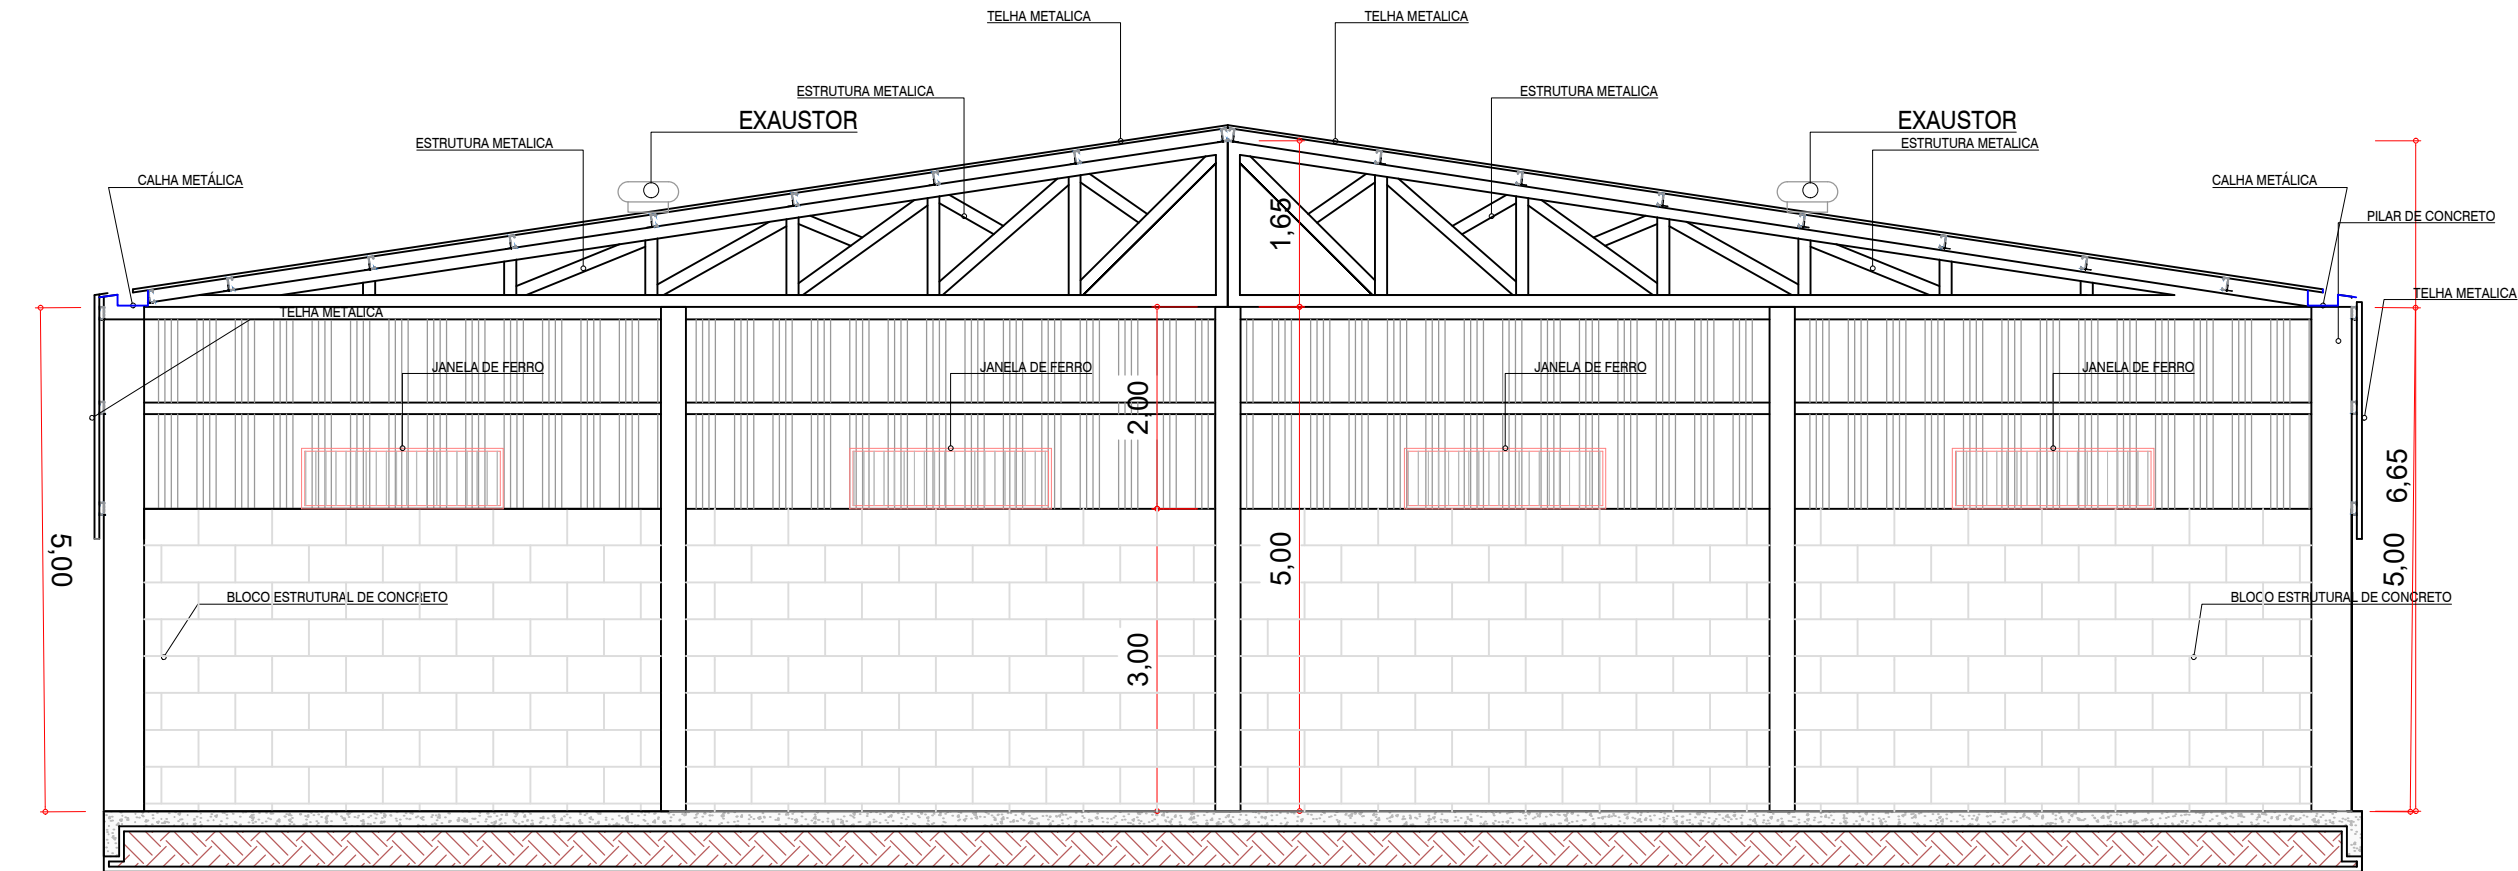 TELHA METALICA
TELHA METALICA
ESTRUTURA METALICA
ESTRUTURA METALICA
EXAUSTOR
EXAUSTOR
ESTRUTURA METALICA
ESTRUTURA METALICA
CALHA METÁLICA
CALHA METÁLICA
PILAR DE CONCRETO
1,65
TELHA METALICA
TELHA METALICA
JANELA DE FERRO
JANELA DE FERRO
JANELA DE FERRO
JANELA DE FERRO
2,00
6,65
5,00
5,00
5,00
BLOCO ESTRUTURAL DE CONCRETO
BLOCO ESTRUTURAL DE CONCRETO
3,00